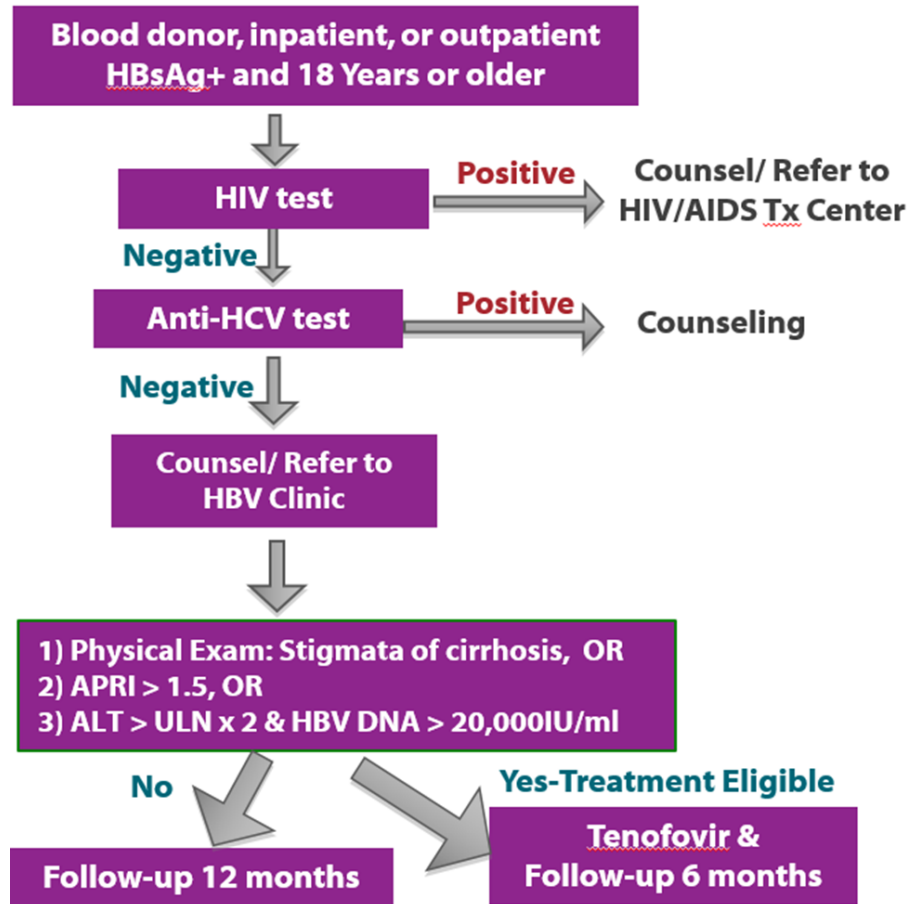 Blood donor, inpatient, or outpatient
HBsAg+ and 18 Years or older
HIV test
Positive
Counsel/ Refer to
HIV/AIDS Tx Center
Negative
Anti-HCV test
Positive
Counseling
Negative
Counsel/ Refer to
HBV Clinic
1) Physical Exam: Stigmata of cirrhosis, OR
2) APRI > 1.5, OR
3) ALT > ULN x 2 & HBV DNA > 20,000IU/ml
No
Yes-Treatment Eligible
Follow-up 12 months
Tenofovir &
Follow-up 6 months